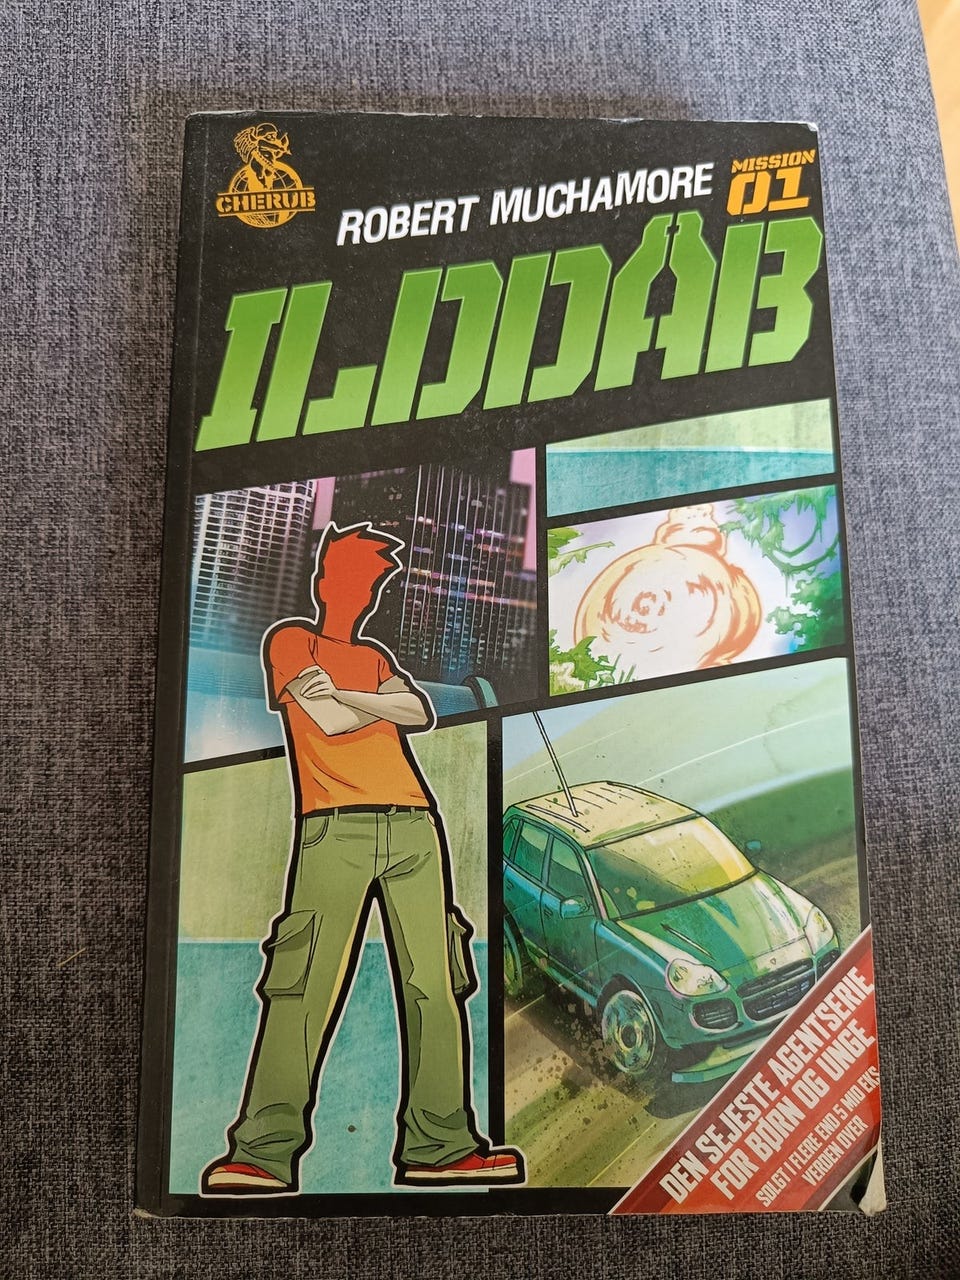 CHERUB
ROBERT MUCHAMORE
MISSION
01
ILDDÅB
DEN SEJESTE AGENTSERIE
FOR BØRN OG UNGE
SOLGT I FLERE END 5 MIO EKS
VERDEN OVER